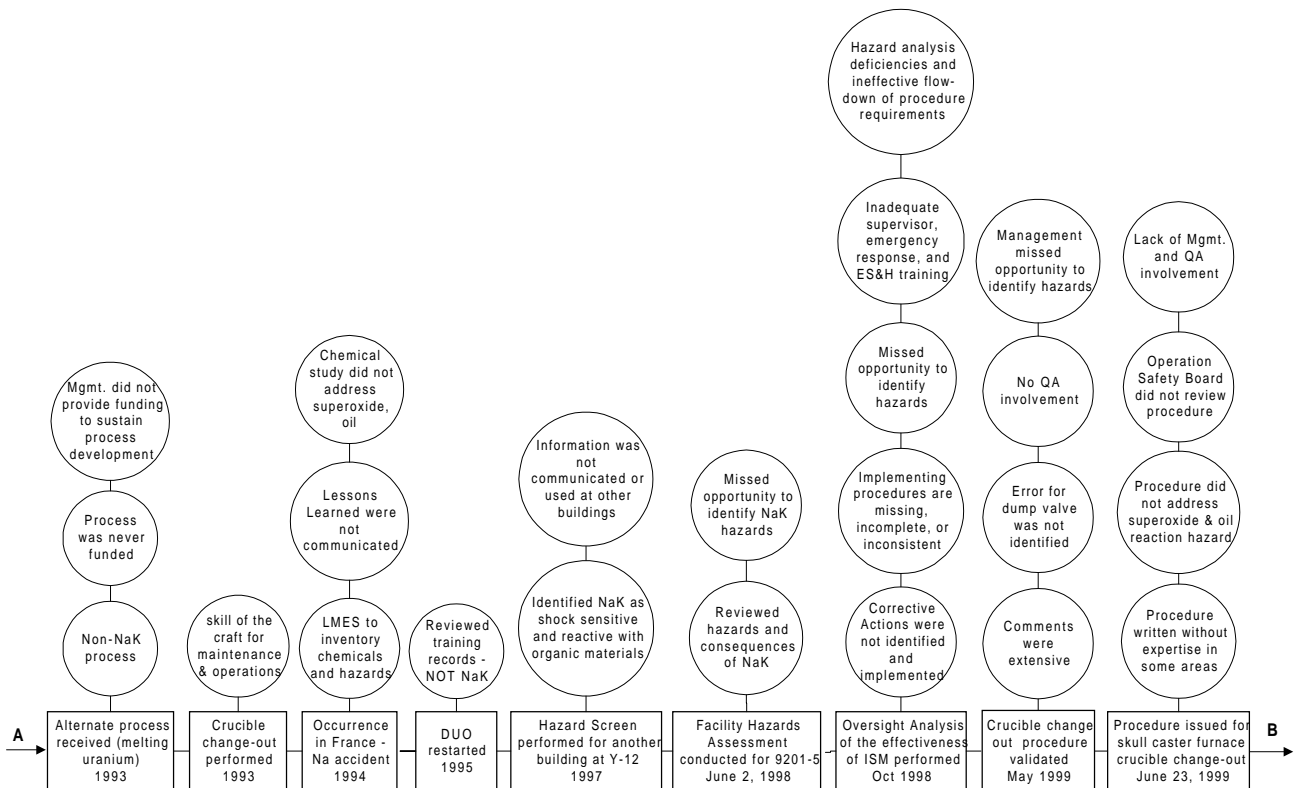 Hazard analysis
deficiencies and
ineffective flow-
down of procedure
requirements
Inadequate
supervisor,
emergency
response, and
ES&H training
Management
missed
opportunity to
identify hazards
Lack of Mgmt.
and QA
involvement
Chemical
study did not
address
superoxide,
oil
Missed
opportunity to
identify
hazards
No QA
involvement
Operation
Safety Board
did not review
procedure
Mgmt. did not
provide funding
to sustain
process
development
Information was
not
communicated or
used at other
buildings
Missed
opportunity to
identify NaK
hazards
Process
was never
funded
Lessons
Learned were
not
communicated
Implementing
procedures are
missing,
incomplete, or
inconsistent
Error for
dump valve
was not
identified
Procedure did
not address
superoxide & oil
reaction hazard
Non-NaK
process
skill of the
craft for
maintenance
& operations
LMES to
inventory
chemicals
and hazards
Reviewed
training
records -
NOT NaK
Identified NaK as
shock sensitive
and reactive with
organic materials
Reviewed
hazards and
consequences
of NaK
Corrective
Actions were
not identified
and
implemented
Comments
were
extensive
Procedure
written without
expertise in
some areas
A
Alternate process
received (melting
uranium)
1993
Crucible
change-out
performed
1993
Occurrence
in France -
Na accident
1994
DUO
restarted
1995
Hazard Screen
performed for another
building at Y-12
1997
Facility Hazards
Assessment
conducted for 9201-5
June 2, 1998
Oversight Analysis
of the effectiveness
of ISM performed
Oct 1998
Crucible change
out procedure
validated
May 1999
Procedure issued for
skull caster furnace
crucible change-out
June 23, 1999
B